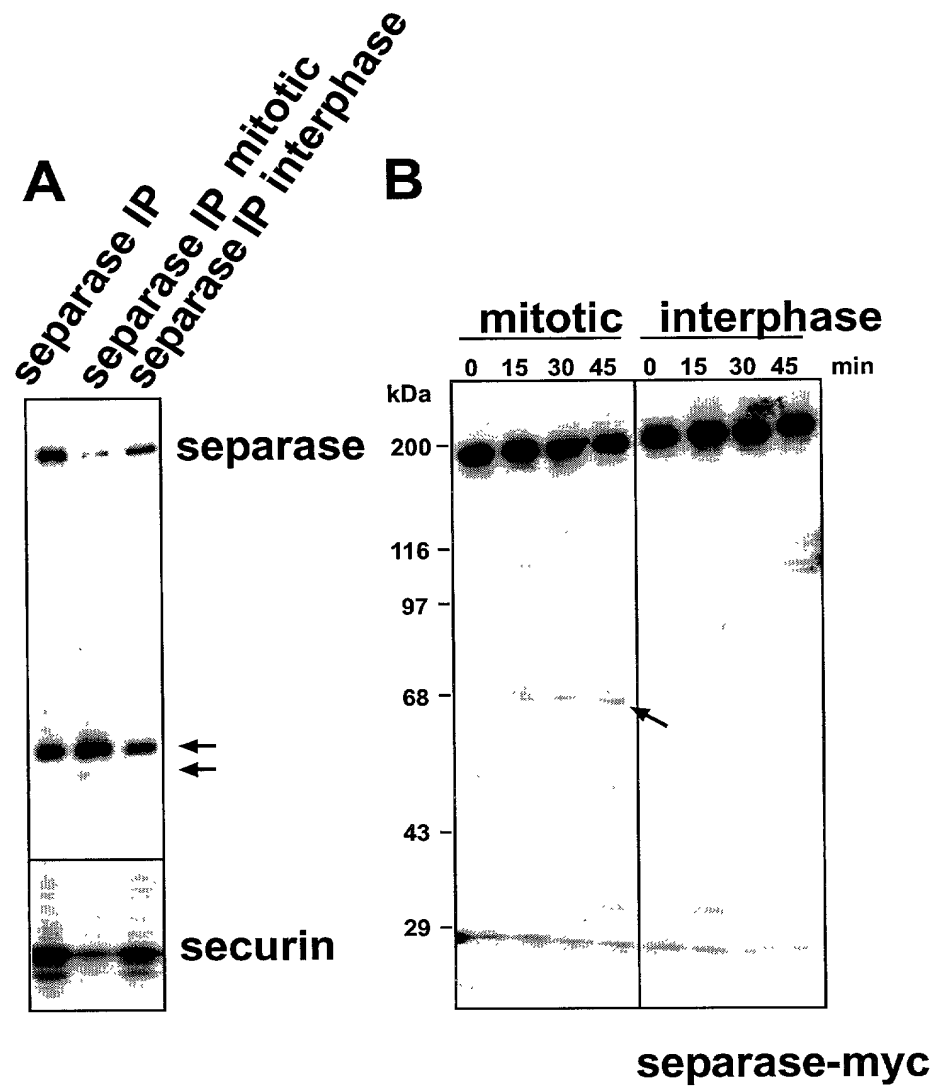 A
separase IP
separase IP mitotic
separase IP interphase
separase
securin
B
mitotic interphase
0 15 30 45 0 15 30 45 min
kDa
200
116
97
68
43
29
separase-myc